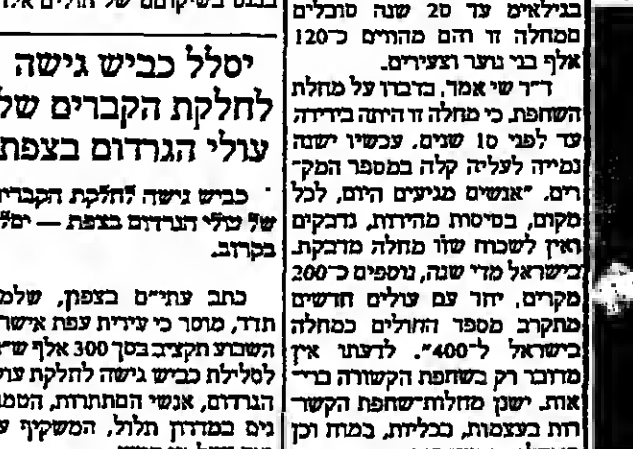 בגילאים עד 20 שנה סובלים
ממחלה זו והם מהווים כ־120
אלף בני נוער וצעירים.
ד״ר שי אמר, בדברו על מחלת
השחפת, כי מחלה זו היתה בירידה
עד לפני 10 שנים. עכשיו ישנה
נמייה לעליה קלה במספר המק־
רים. ״אנשים מגיעים היום, לכל
מקום, בטיסות מהירות, נדבקים
ואין לשכוח שזו מחלה מדבקת.
בישראל מדי שנה, נוספים כ־200
מקרים, יחד עם עולים חדשים
מתקרב מספר החולים במחלה
בישראל ל־400״. לדעתו אין
מדובר רק בשחפת הקשורה ברי־
אות. ישנן מחלות־שחפת הקשו־
רות בעצמות, בכליות, במוח וכן
יסלל כביש גישה
לחלקת הקברים של
עולי הגרדום בצפת
כביש גישה לחלקת הקברים
של עולי הגרדום בצפת — יסלל
בקרוב.
כתב עתי״ם בצפון, שלמה
חדד, מוסר כי עירית צפת אישרה
השבוע תקציב בסך 300 אלף ש״ח
לסלילת כביש גישה לחלקת עולי
הגרדום, אנשי המחתרות, הטמו־
נים במדרון תלול, המשקיף על